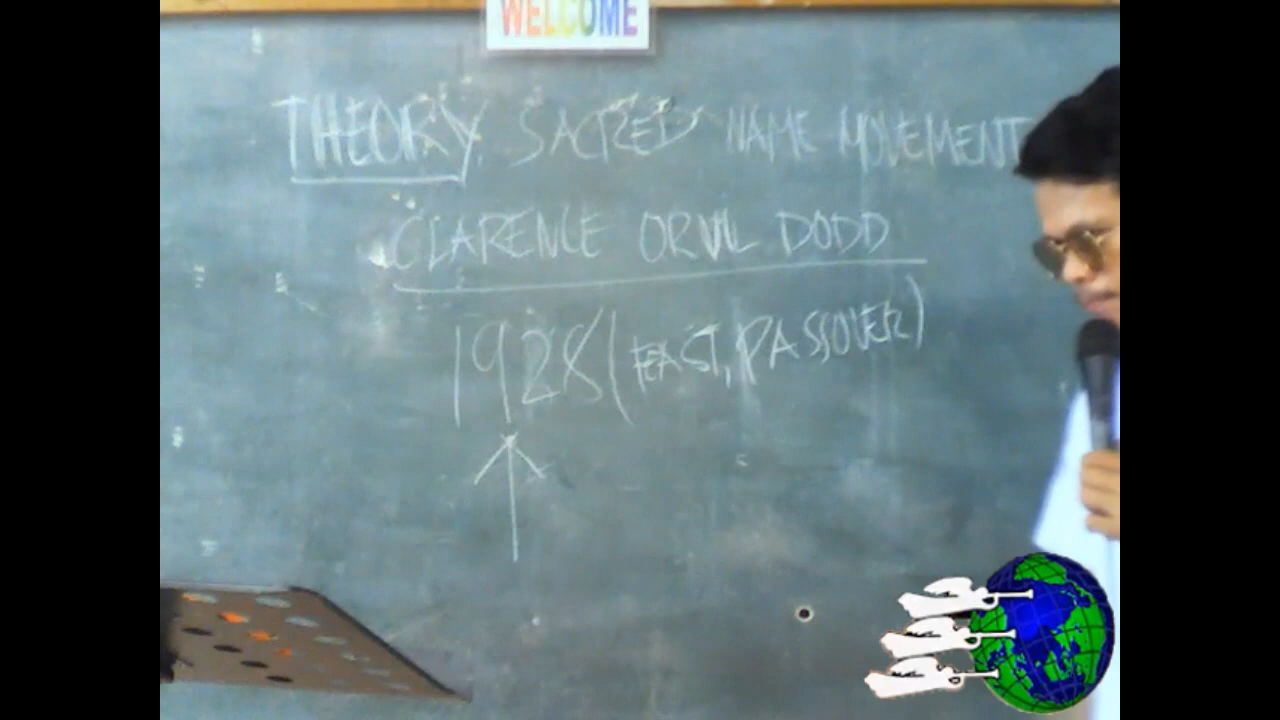 WELCOME
THEORY SACRED NAME MOVEMENT
CLARENCE ORVIL DODD
1928 (FEAST, PASSOVER)